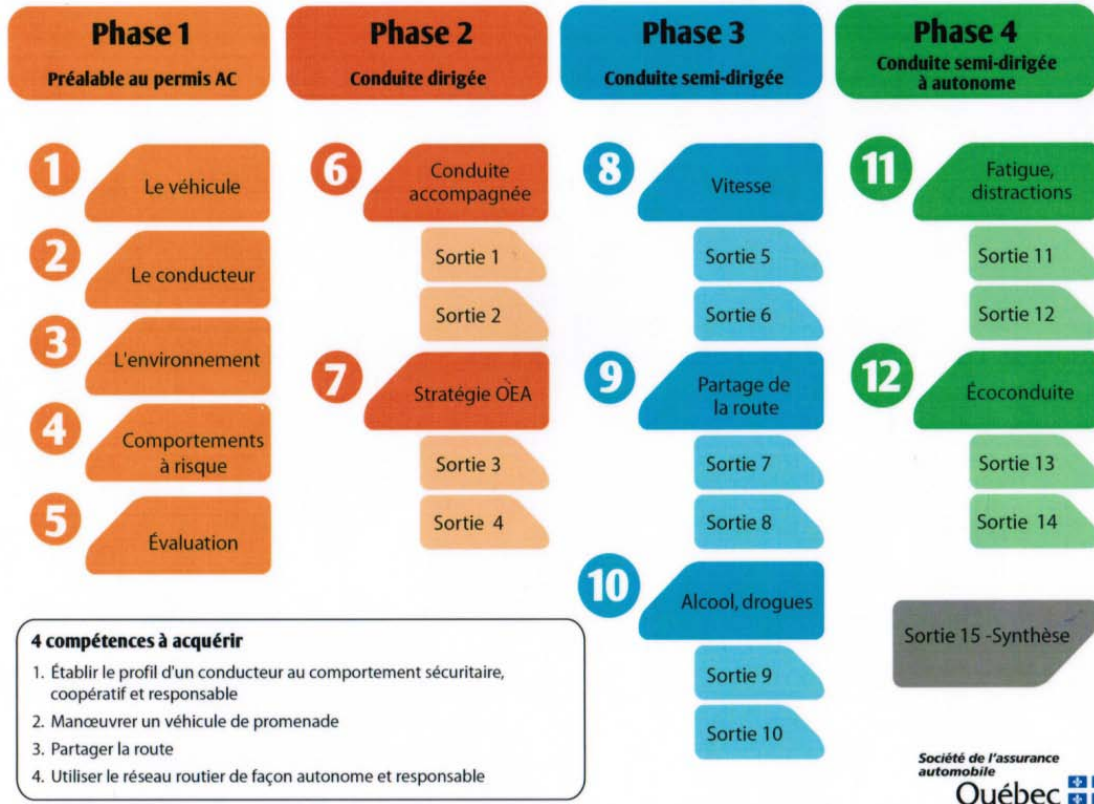 Phase 1
Préalable au permis AC
1
Le véhicule
2
Le conducteur
3
L'environnement
4
Comportements
à risque
5
Évaluation
Phase 2
Conduite dirigée
6
Conduite
accompagnée
Sortie 1
Sortie 2
7
Stratégie OÈA
Sortie 3
Sortie 4
Phase 3
Conduite semi-dirigée
8
Vitesse
Sortie 5
Sortie 6
9
Partage de
la route
Sortie 7
Sortie 8
10
Alcool, drogues
Sortie 9
Sortie 10
Phase 4
Conduite semi-dirigée
à autonome
11
Fatigue,
distractions
Sortie 11
Sortie 12
12
Écoconduite
Sortie 13
Sortie 14
Sortie 15 -Synthèse
4 compétences à acquérir
1. Établir le profil d'un conducteur au comportement sécuritaire,
coopératif et responsable
2. Manœuvrer un véhicule de promenade
3. Partager la route
4. Utiliser le réseau routier de façon autonome et responsable
Société de l'assurance
automobile
Québec